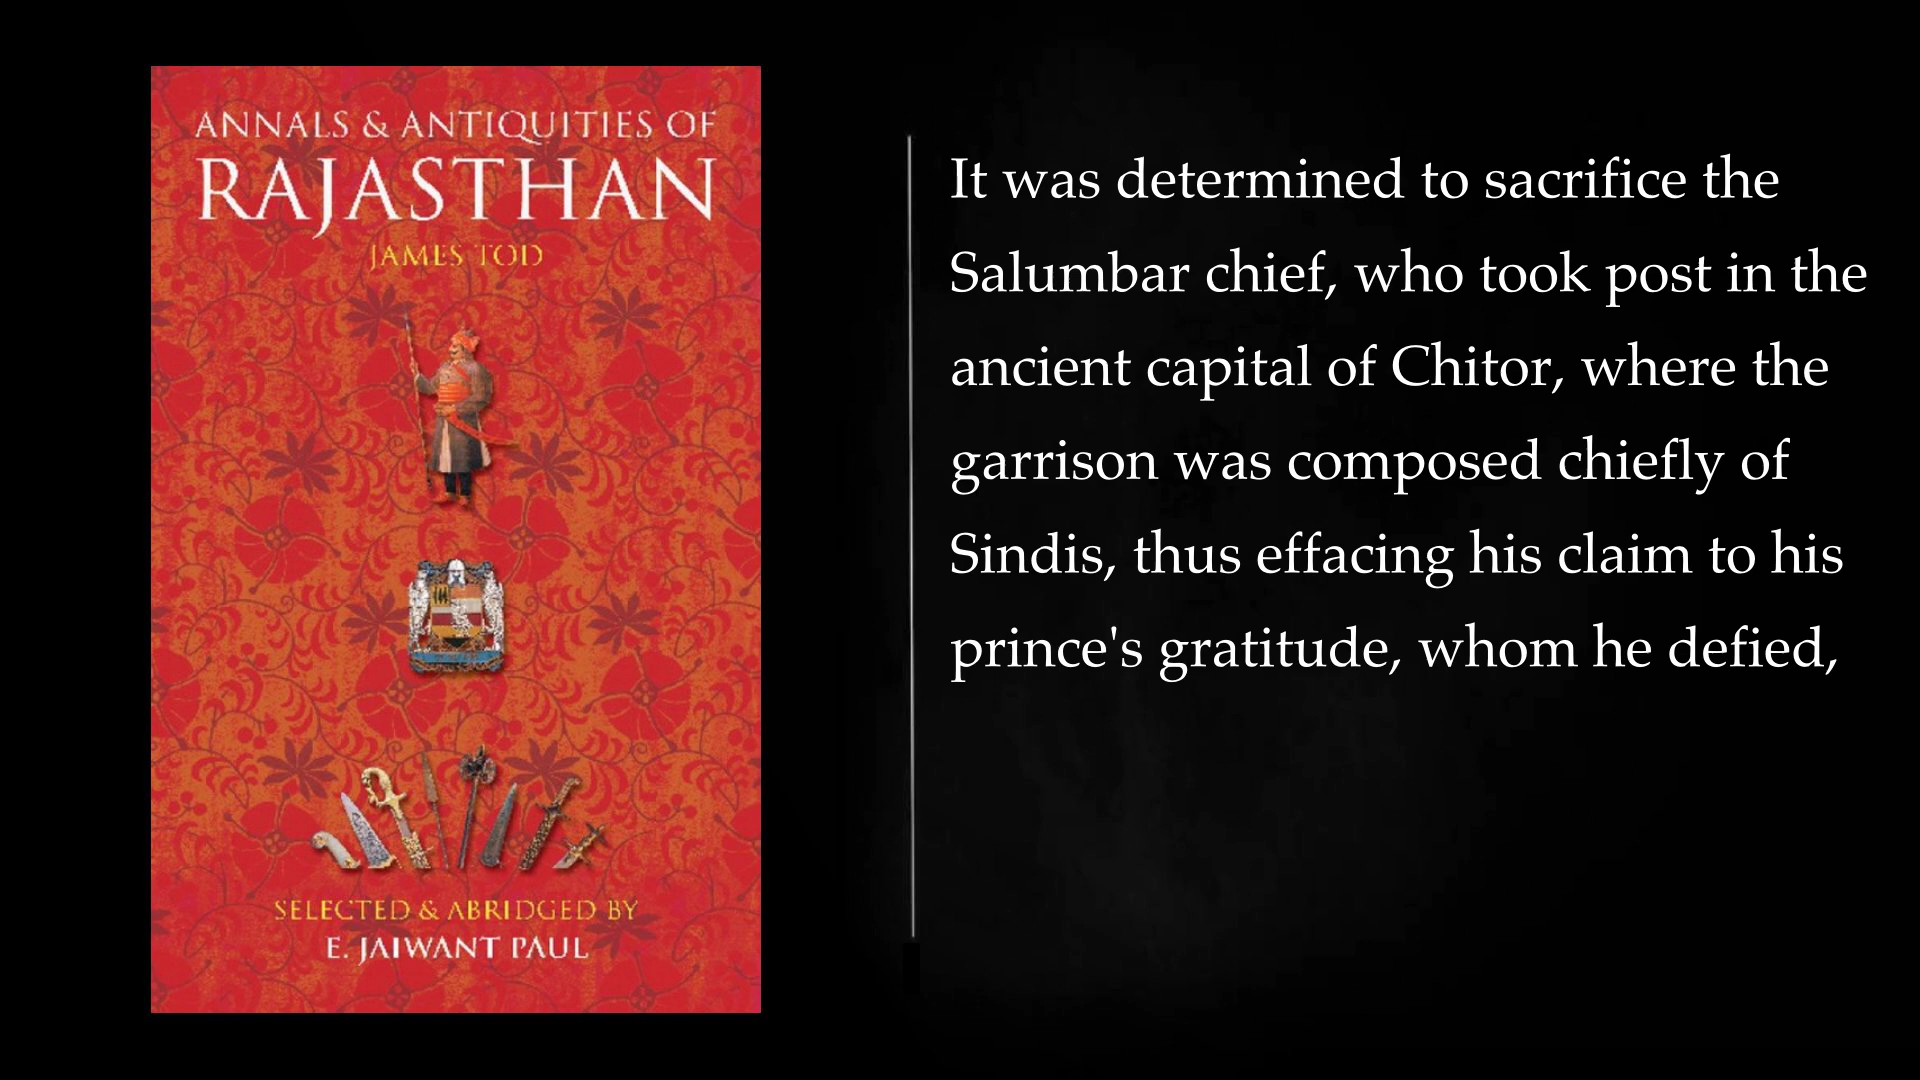 ANNALS & ANTIQUITIES OF
RAJASTHAN
JAMES TOD
SELECTED & ABRIDGED BY
E. JAIWANT PAUL
It was determined to sacrifice the
Salumbar chief, who took post in the
ancient capital of Chitor, where the
garrison was composed chiefly of
Sindis, thus effacing his claim to his
prince's gratitude, whom he defied,